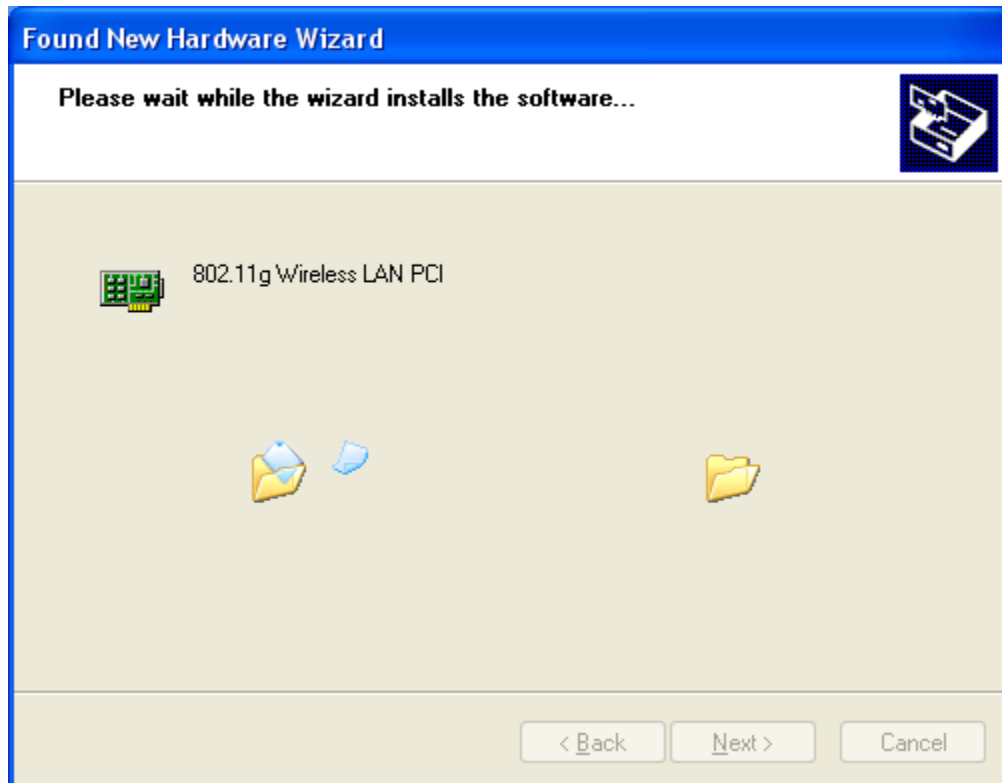 Found New Hardware Wizard
Please wait while the wizard installs the software...
802.11g Wireless LAN PCI
< Back
Next >
Cancel